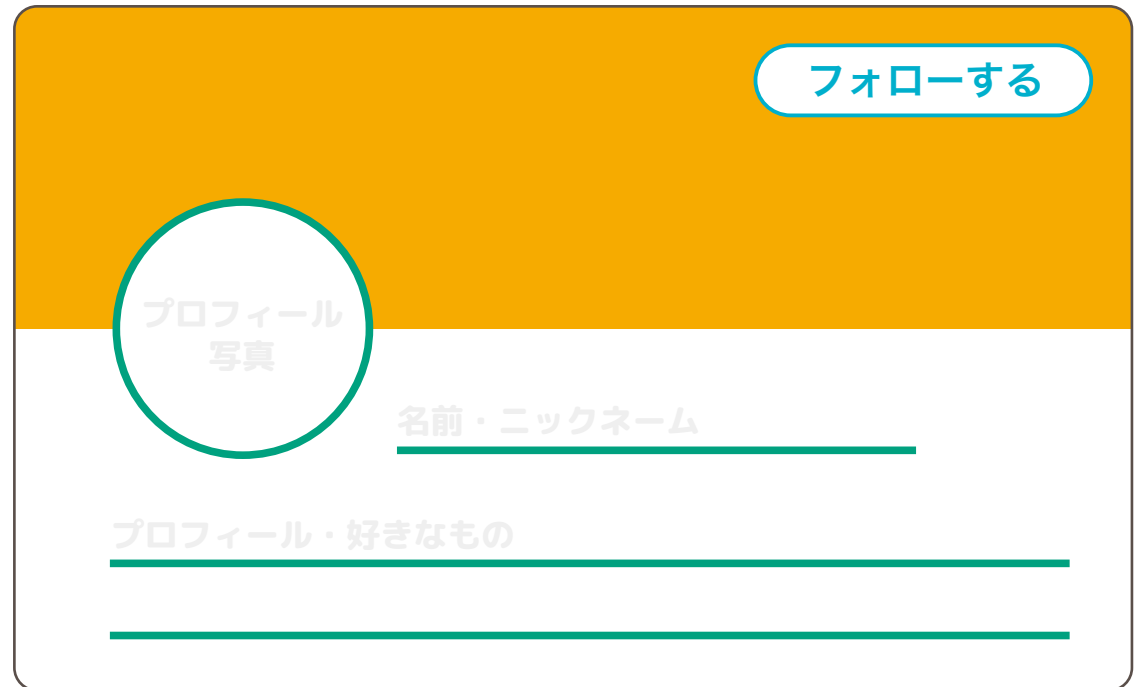 フォローする
プロフィール
写真
名前・ニックネーム
プロフィール・好きなもの